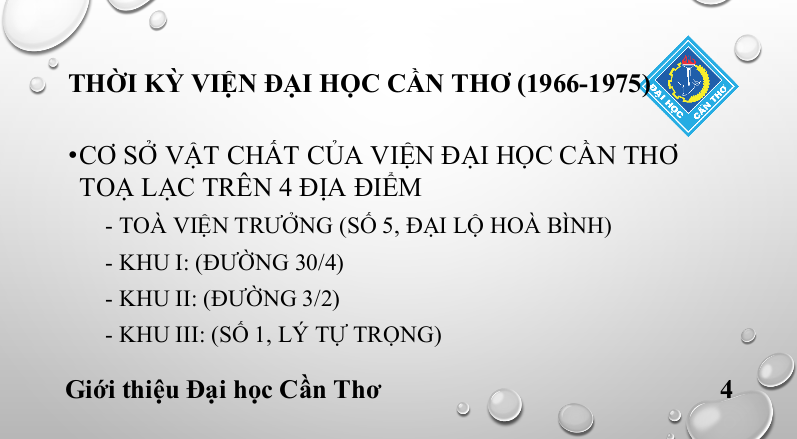 THỜI KỲ VIỆN ĐẠI HỌC CẦN THƠ (1966-1975)
ĐẠI HỌC CẦN THƠ
•CƠ SỞ VẬT CHẤT CỦA VIỆN ĐẠI HỌC CẦN THƠ
TOẠ LẠC TRÊN 4 ĐỊA ĐIỂM
- TOÀ VIỆN TRƯỞNG (SỐ 5, ĐẠI LỘ HOÀ BÌNH)
- KHU I: (ĐƯỜNG 30/4)
- KHU II: (ĐƯỜNG 3/2)
- KHU III: (SỐ 1, LÝ TỰ TRỌNG)
Giới thiệu Đại học Cần Thơ 4